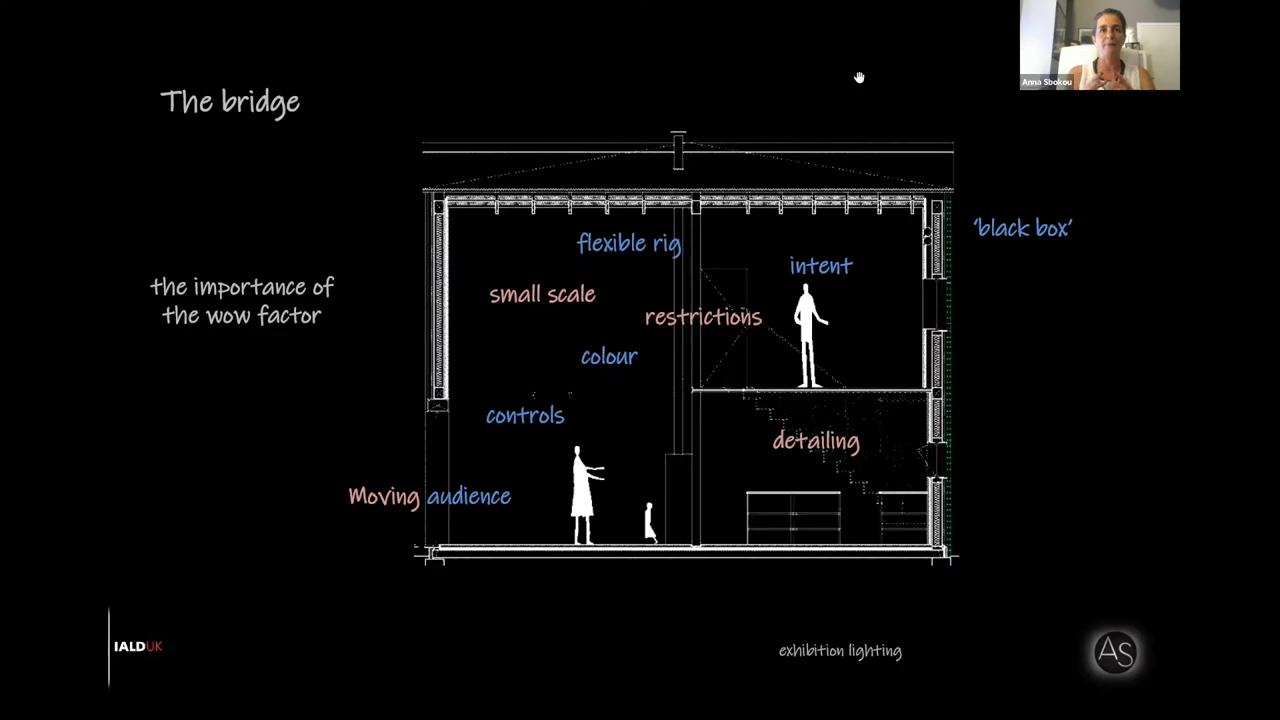 Anna Sbokou
The bridge
'black box'
flexible rig
intent
the importance of
the wow factor
small scale
restrictions
colour
controls
detailing
Moving audience
IALDUK
exhibition lighting
AS